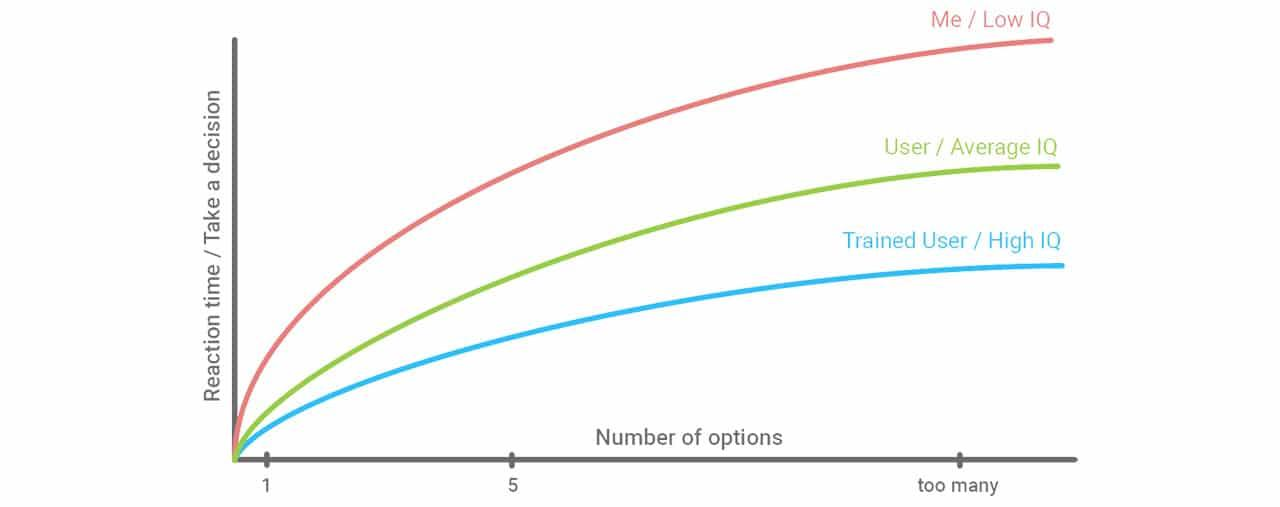 Me / Low IQ
User / Average IQ
Trained User / High IQ
Reaction time / Take a decision
Number of options
1
5
too many